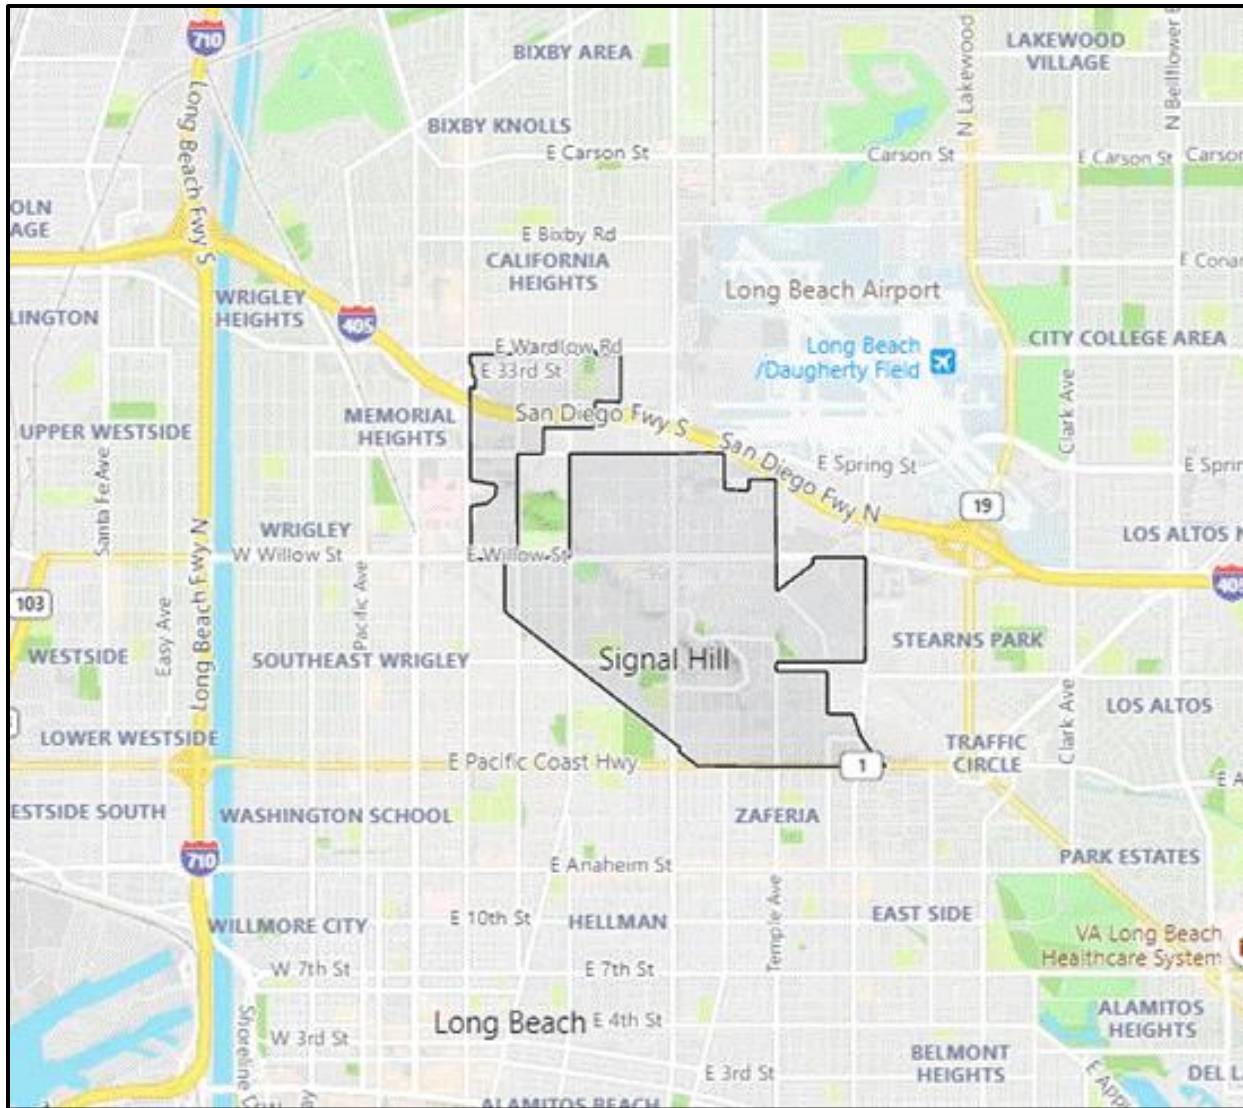 710
BIXBY AREA
LAKEWOOD
VILLAGE
N Lakewood
N Bellflower B
Long Beach Fwy S
BIXBY KNOLLS
E Carson St
Carson St
E Carson St
Carson
OLN
AGE
E Bixby Rd
CALIFORNIA
HEIGHTS
E Conan
WRIGLEY
HEIGHTS
405
Long Beach Airport
LINGTON
E Wardlow Rd
E 33rd St
Long Beach
/Daugherty Field
CITY COLLEGE AREA
Clark Ave
MEMORIAL
HEIGHTS
San Diego Fwy S
San Diego Fwy N
UPPER WESTSIDE
Santa Fe Ave
E Spring St
E Sprin
19
WRIGLEY
W Willow St
E Willow St
LOS ALTOS N
Long Beach Fwy N
103
Easy Ave
Pacific Ave
405
WESTSIDE
SOUTHEAST WRIGLEY
Signal Hill
STEARNS PARK
Clark Ave
LOS ALTOS
LOWER WESTSIDE
E Pacific Coast Hwy
1
TRAFFIC
CIRCLE
E A
ESTSIDE SOUTH
WASHINGTON SCHOOL
ZAFERIA
710
E Anaheim St
PARK ESTATES
WILLMORE CITY
E 10th St
HELLMAN
Temple Ave
EAST SIDE
VA Long Beach
Healthcare System
W 7th St
E 7th St
Shoreline D
Long Beach
E 4th St
W 3rd St
ALAMITOS
HEIGHTS
BELMONT
HEIGHTS
E 3rd St
E App
DEL L
ay
ALAMITOS BEACH